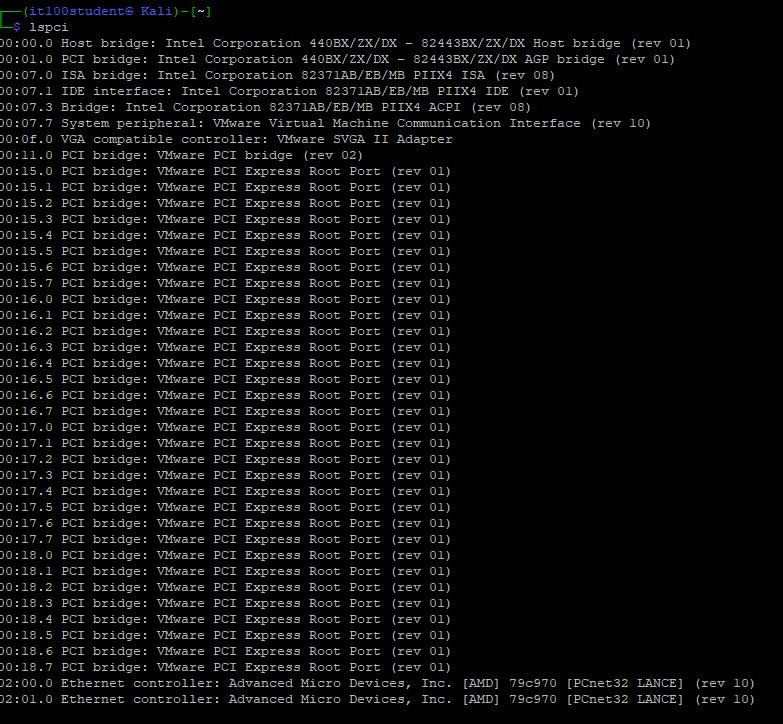 ┌──(it100student㉿ Kali)-[~]
└─$ lspci
00:00.0 Host bridge: Intel Corporation 440BX/ZX/DX - 82443BX/ZX/DX Host bridge (rev 01)
00:01.0 PCI bridge: Intel Corporation 440BX/ZX/DX - 82443BX/ZX/DX AGP bridge (rev 01)
00:07.0 ISA bridge: Intel Corporation 82371AB/EB/MB PIIX4 ISA (rev 08)
00:07.1 IDE interface: Intel Corporation 82371AB/EB/MB PIIX4 IDE (rev 01)
00:07.3 Bridge: Intel Corporation 82371AB/EB/MB PIIX4 ACPI (rev 08)
00:07.7 System peripheral: VMware Virtual Machine Communication Interface (rev 10)
00:0f.0 VGA compatible controller: VMware SVGA II Adapter
00:11.0 PCI bridge: VMware PCI bridge (rev 02)
00:15.0 PCI bridge: VMware PCI Express Root Port (rev 01)
00:15.1 PCI bridge: VMware PCI Express Root Port (rev 01)
00:15.2 PCI bridge: VMware PCI Express Root Port (rev 01)
00:15.3 PCI bridge: VMware PCI Express Root Port (rev 01)
00:15.4 PCI bridge: VMware PCI Express Root Port (rev 01)
00:15.5 PCI bridge: VMware PCI Express Root Port (rev 01)
00:15.6 PCI bridge: VMware PCI Express Root Port (rev 01)
00:15.7 PCI bridge: VMware PCI Express Root Port (rev 01)
00:16.0 PCI bridge: VMware PCI Express Root Port (rev 01)
00:16.1 PCI bridge: VMware PCI Express Root Port (rev 01)
00:16.2 PCI bridge: VMware PCI Express Root Port (rev 01)
00:16.3 PCI bridge: VMware PCI Express Root Port (rev 01)
00:16.4 PCI bridge: VMware PCI Express Root Port (rev 01)
00:16.5 PCI bridge: VMware PCI Express Root Port (rev 01)
00:16.6 PCI bridge: VMware PCI Express Root Port (rev 01)
00:16.7 PCI bridge: VMware PCI Express Root Port (rev 01)
00:17.0 PCI bridge: VMware PCI Express Root Port (rev 01)
00:17.1 PCI bridge: VMware PCI Express Root Port (rev 01)
00:17.2 PCI bridge: VMware PCI Express Root Port (rev 01)
00:17.3 PCI bridge: VMware PCI Express Root Port (rev 01)
00:17.4 PCI bridge: VMware PCI Express Root Port (rev 01)
00:17.5 PCI bridge: VMware PCI Express Root Port (rev 01)
00:17.6 PCI bridge: VMware PCI Express Root Port (rev 01)
00:17.7 PCI bridge: VMware PCI Express Root Port (rev 01)
00:18.0 PCI bridge: VMware PCI Express Root Port (rev 01)
00:18.1 PCI bridge: VMware PCI Express Root Port (rev 01)
00:18.2 PCI bridge: VMware PCI Express Root Port (rev 01)
00:18.3 PCI bridge: VMware PCI Express Root Port (rev 01)
00:18.4 PCI bridge: VMware PCI Express Root Port (rev 01)
00:18.5 PCI bridge: VMware PCI Express Root Port (rev 01)
00:18.6 PCI bridge: VMware PCI Express Root Port (rev 01)
00:18.7 PCI bridge: VMware PCI Express Root Port (rev 01)
02:00.0 Ethernet controller: Advanced Micro Devices, Inc. [AMD] 79c970 [PCnet32 LANCE] (rev 10)
02:01.0 Ethernet controller: Advanced Micro Devices, Inc. [AMD] 79c970 [PCnet32 LANCE] (rev 10)